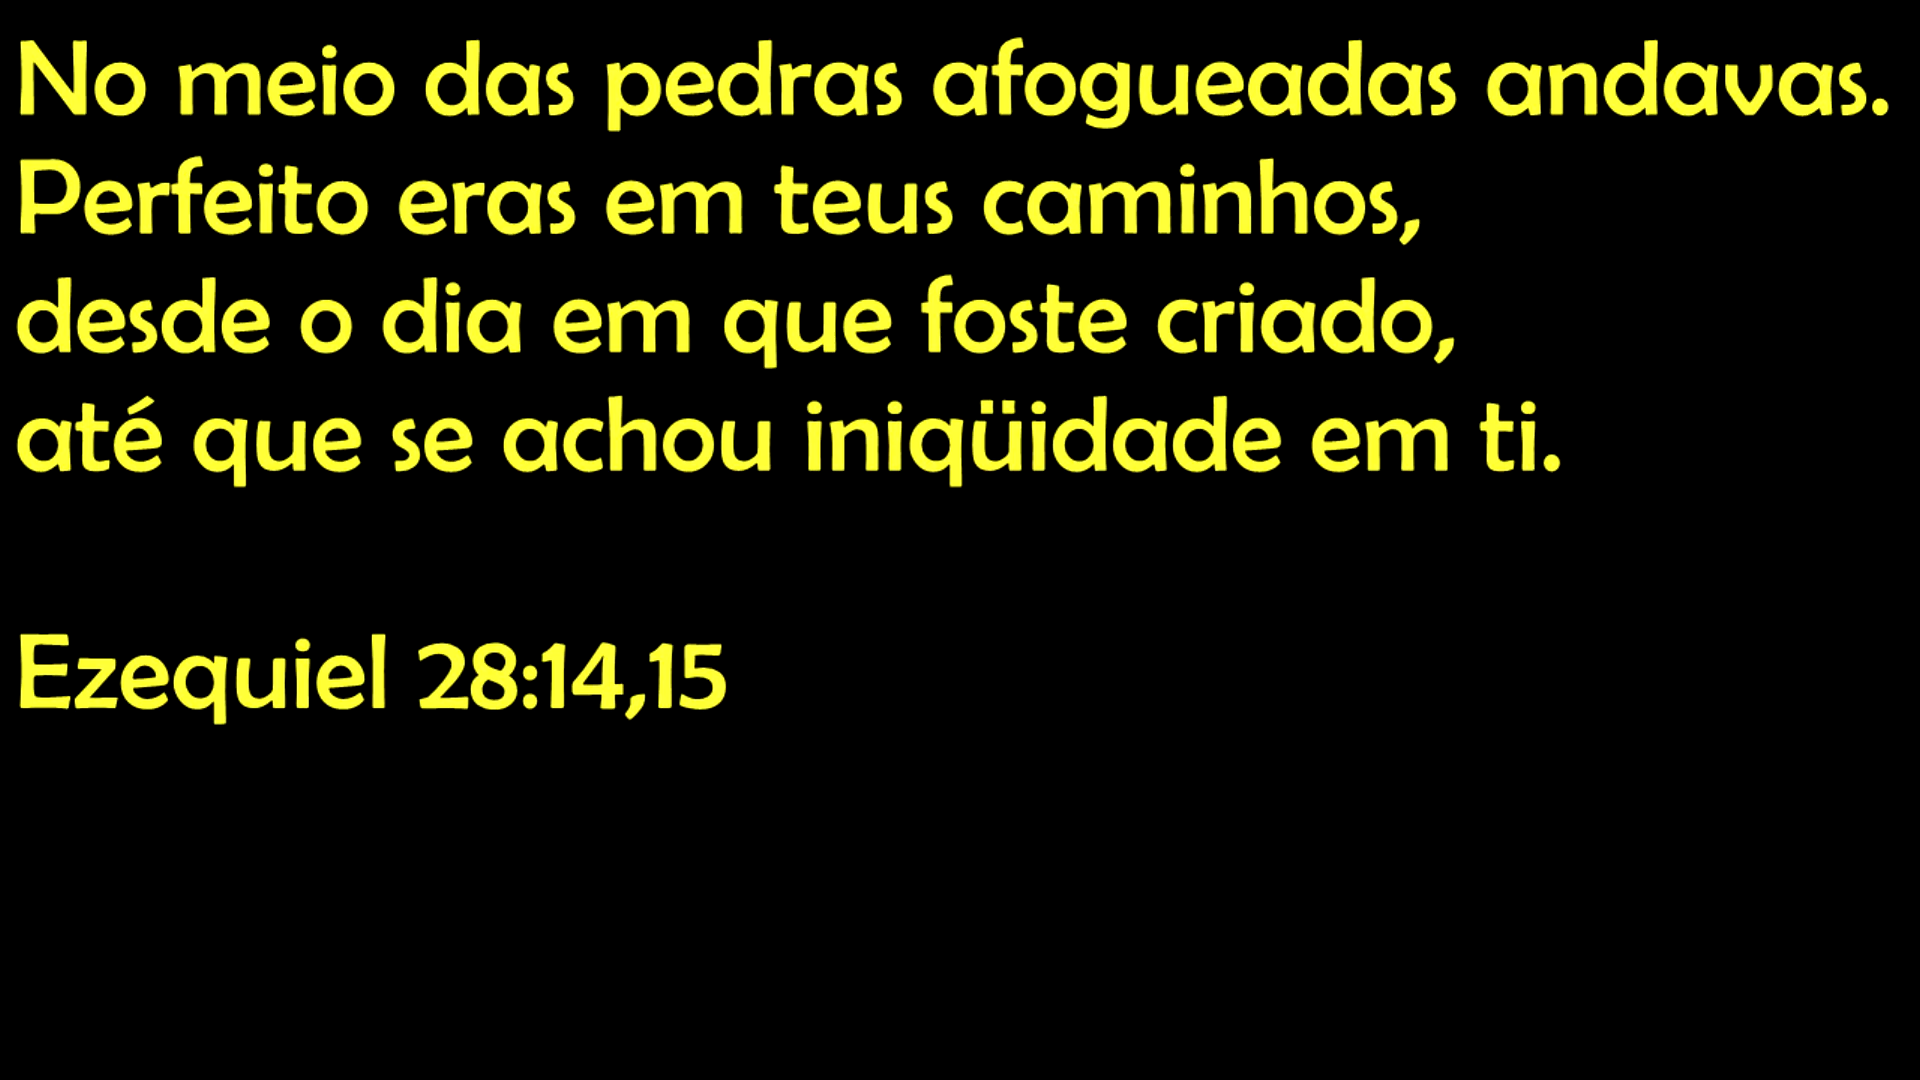 No meio das pedras afogueadas andavas.
Perfeito eras em teus caminhos,
desde o dia em que foste criado,
até que se achou iniqüidade em ti.
Ezequiel 28:14,15